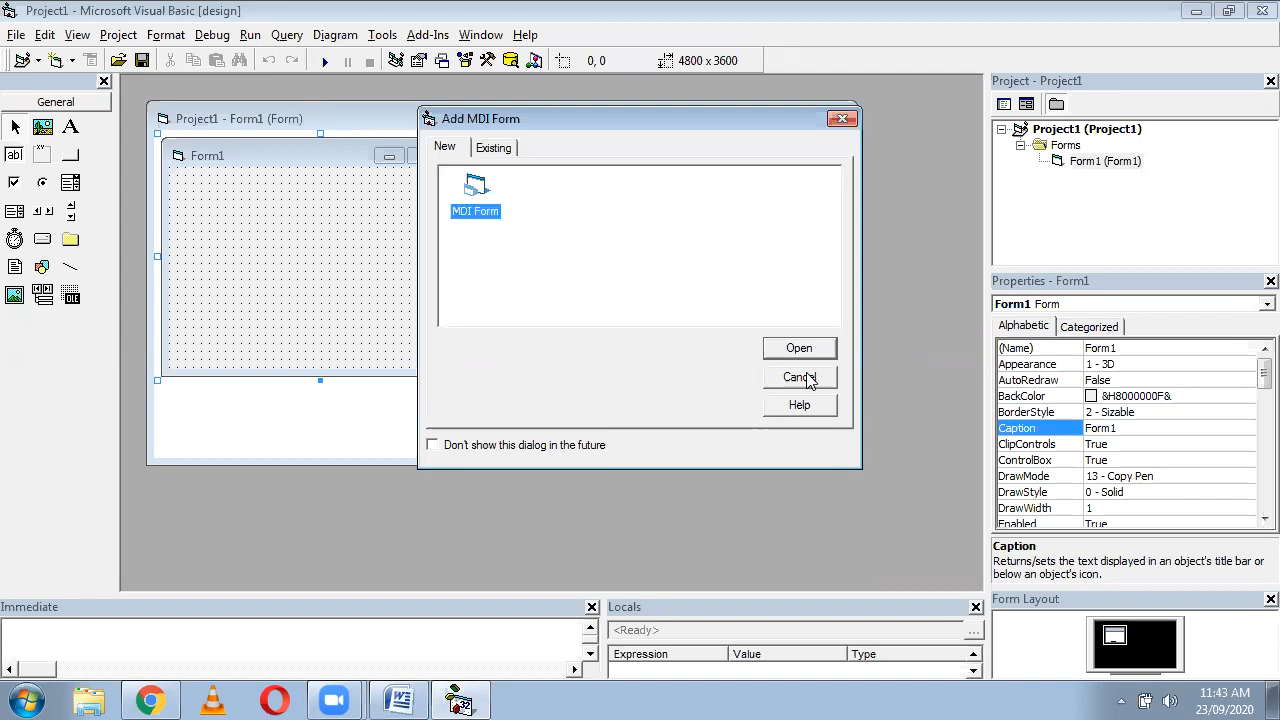 Project1 - Microsoft Visual Basic [design]
File Edit View Project Format Debug Run Query Diagram Tools Add-Ins Window Help
0, 0 4800 x 3600
General
Project1 - Form1 (Form)
Form1
Add MDI Form
New Existing
MDI Form
Open
Cancel
Help
Don't show this dialog in the future
Project - Project1
Project1 (Project1)
Forms
Form1 (Form1)
Properties - Form1
Form1 Form
Alphabetic Categorized
(Name) Form1
Appearance 1 - 3D
AutoRedraw False
BackColor &H8000000F&
BorderStyle 2 - Sizable
Caption Form1
ClipControls True
ControlBox True
DrawMode 13 - Copy Pen
DrawStyle 0 - Solid
DrawWidth 1
Enabled True
Caption
Returns/sets the text displayed in an object's title bar or
below an object's icon.
Form Layout
Immediate
Locals
<Ready> ...
Expression Value Type
11:43 AM
23/09/2020